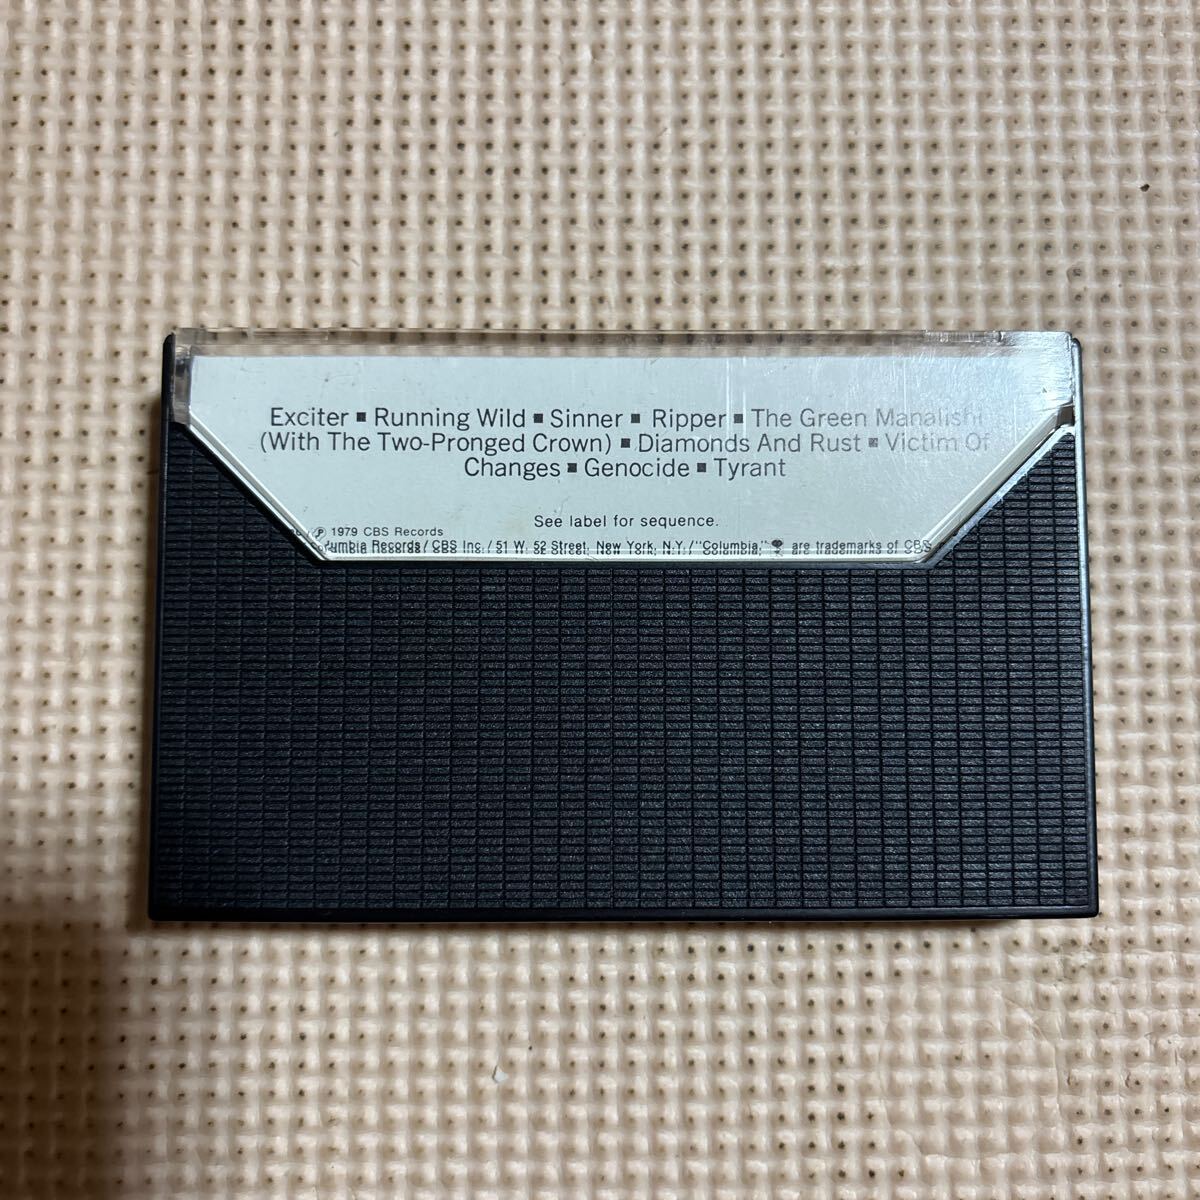 Exciter ▪ Running Wild ▪ Sinner ▪ Ripper ▪ The Green Manalishi
(With The Two-Pronged Crown) ▪ Diamonds And Rust ▪ Victim Of
Changes ▪ Genocide ▪ Tyrant
See label for sequence.
℗ 1979 CBS Records
Records / CBS Inc. / 51 W. 52 Street, New York, N.Y. / "Columbia," are trademarks of CBS